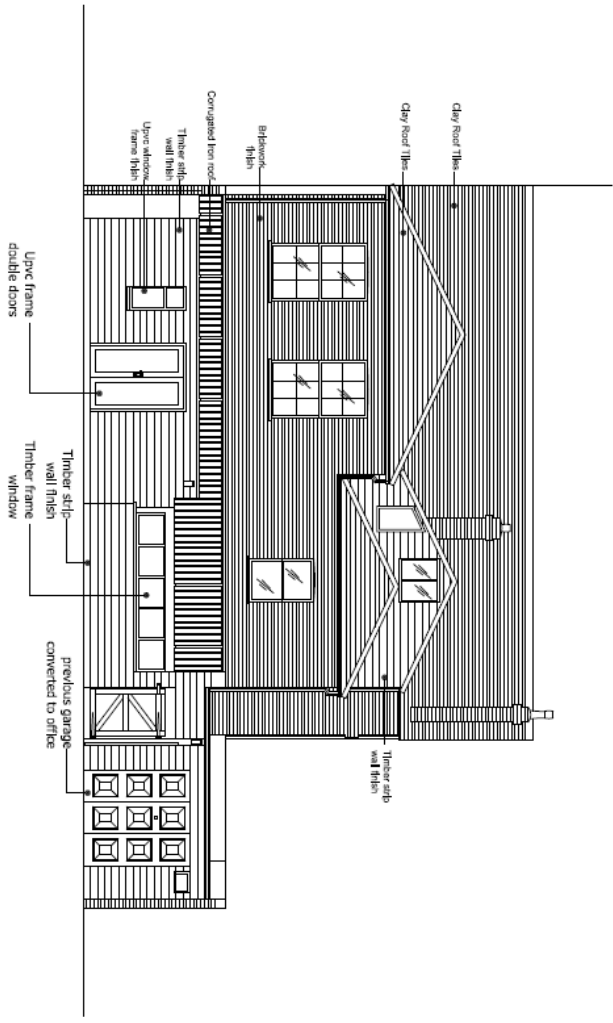 Clay Roof Tiles
Clay Roof Tiles
Brickwork
finish
Corrugated iron roof
Timber strip
wall finish
Upvc window
frame finish
Upvc frame
double doors
Timber strip
wall finish
Timber frame
window
previous garage
converted to office
Timber strip
wall finish